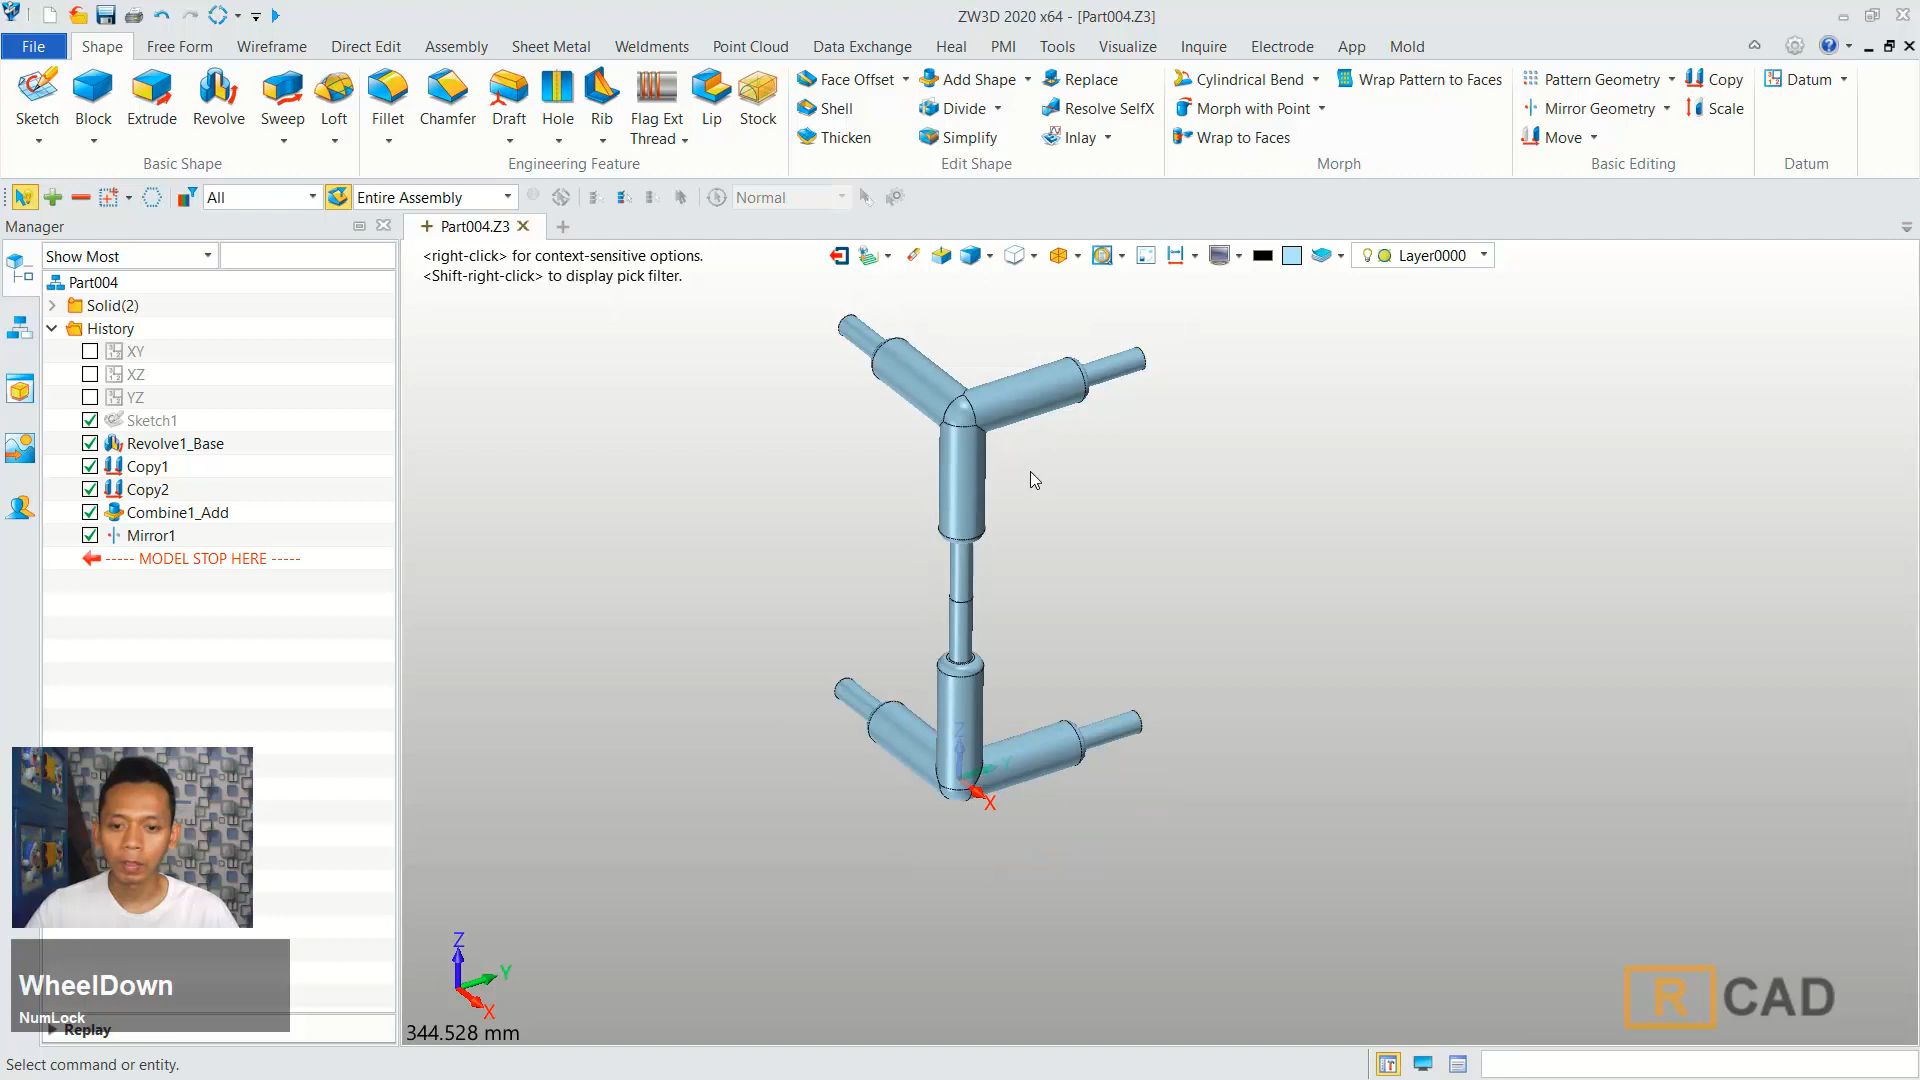 ZW3D 2020 x64 - [Part004.Z3]
File Shape Free Form Wireframe Direct Edit Assembly Sheet Metal Weldments Point Cloud Data Exchange Heal PMI Tools Visualize Inquire Electrode App Mold
Sketch Block Extrude Revolve Sweep Loft Fillet Chamfer Draft Hole Rib Flag Ext Thread Lip Stock
Face Offset Add Shape Replace Cylindrical Bend Wrap Pattern to Faces Pattern Geometry Copy Datum
Shell Divide Resolve SelfX Morph with Point Mirror Geometry Scale
Thicken Simplify Inlay Wrap to Faces Move
Basic Shape Engineering Feature Edit Shape Morph Basic Editing Datum
All Entire Assembly Normal
Manager Part004.Z3
Show Most
<right-click> for context-sensitive options.
<Shift-right-click> to display pick filter.
Layer0000
Part004
Solid(2)
History
XY
XZ
YZ
Sketch1
Revolve1_Base
Copy1
Copy2
Combine1_Add
Mirror1
----- MODEL STOP HERE -----
Z
Y
X
Z
Y
X
344.528 mm
WheelDown
NumLock
Replay
R CAD
Select command or entity.